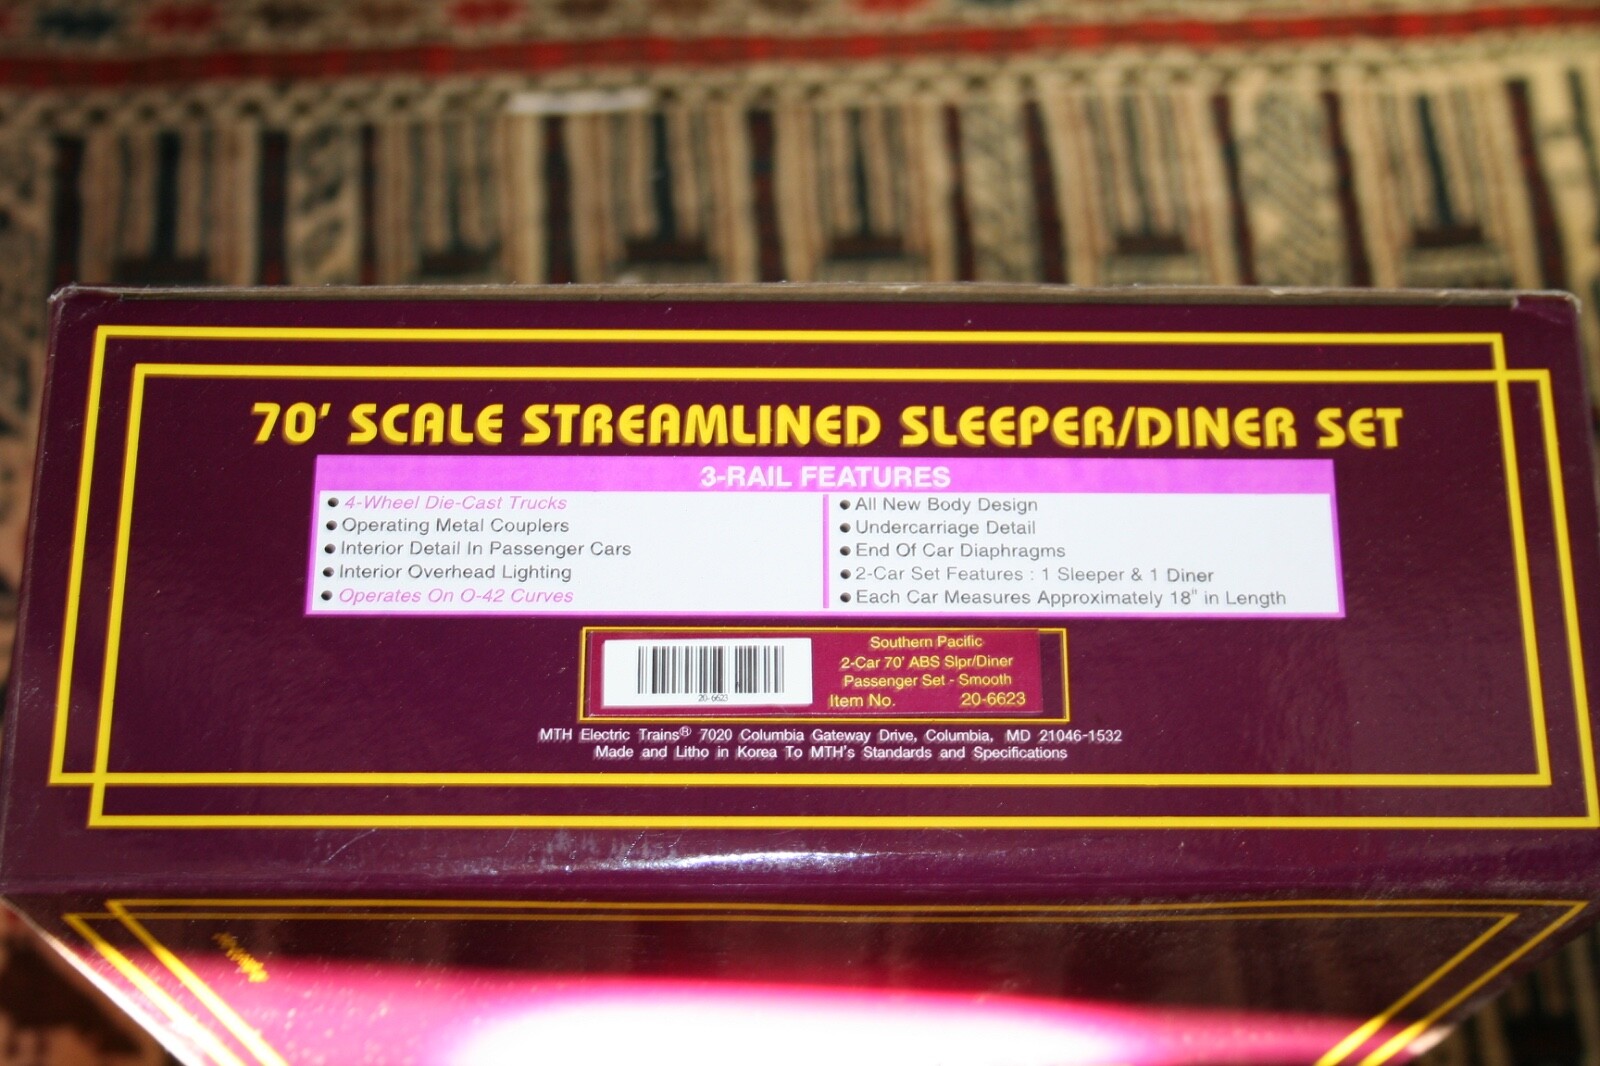 70' SCALE STREAMLINED SLEEPER/DINER SET
3-RAIL FEATURES
● 4-Wheel Die-Cast Trucks
● Operating Metal Couplers
● Interior Detail In Passenger Cars
● Interior Overhead Lighting
● Operates On O-42 Curves
● All New Body Design
● Undercarriage Detail
● End Of Car Diaphragms
● 2-Car Set Features : 1 Sleeper & 1 Diner
● Each Car Measures Approximately 18" in Length
20-6623
Southern Pacific
2-Car 70' ABS Slpr/Diner
Passenger Set - Smooth
Item No. 20-6623
MTH Electric Trains® 7020 Columbia Gateway Drive, Columbia, MD 21046-1532
Made and Litho in Korea To MTH's Standards and Specifications